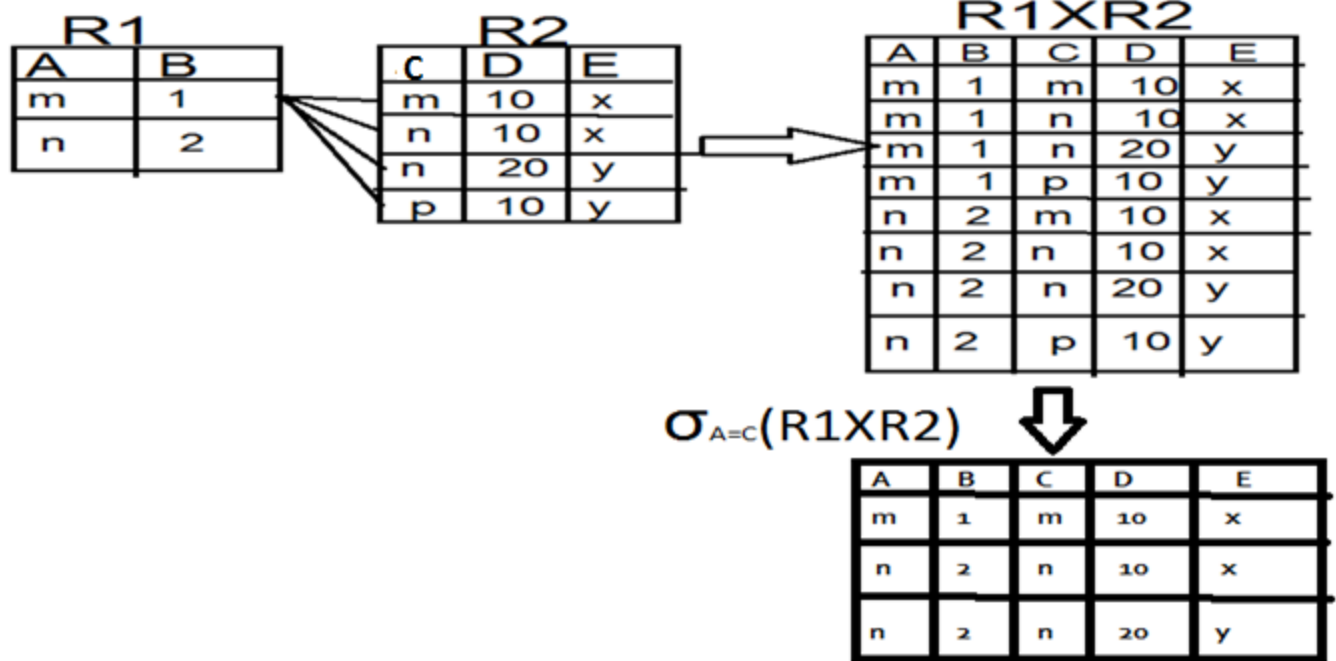 R1
A B
m 1
n 2
R2
C D E
m 10 x
n 10 x
n 20 y
p 10 y
R1XR2
A B C D E
m 1 m 10 x
m 1 n 10 x
m 1 n 20 y
m 1 p 10 y
n 2 m 10 x
n 2 n 10 x
n 2 n 20 y
n 2 p 10 y
σA=C(R1XR2)
A B C D E
m 1 m 10 x
n 2 n 10 x
n 2 n 20 y